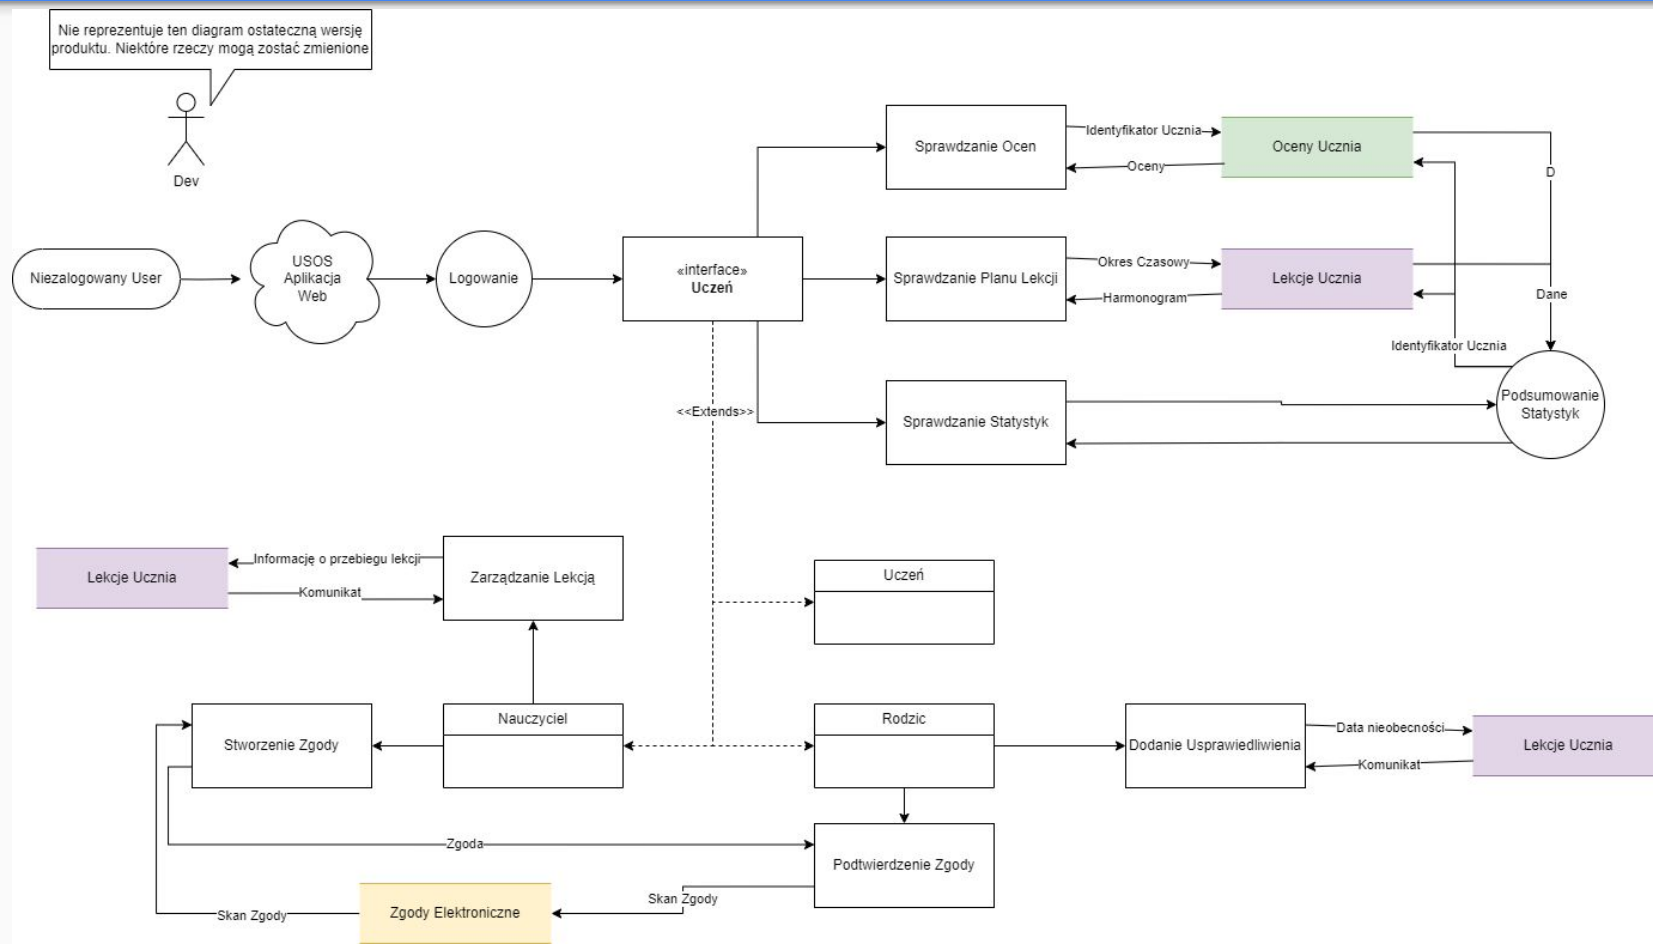 Nie reprezentuje ten diagram ostateczną wersję
produktu. Niektóre rzeczy mogą zostać zmienione
Dev
Niezalogowany User
USOS
Aplikacja
Web
Logowanie
«interface»
Uczeń
Sprawdzanie Ocen
Identyfikator Ucznia
Oceny
Oceny Ucznia
D
Sprawdzanie Planu Lekcji
Okres Czasowy
Harmonogram
Lekcje Ucznia
Dane
Identyfikator Ucznia
<<Extends>>
Sprawdzanie Statystyk
Podsumowanie
Statystyk
Lekcje Ucznia
Informację o przebiegu lekcji
Komunikat
Zarządzanie Lekcją
Uczeń
Stworzenie Zgody
Nauczyciel
Rodzic
Dodanie Usprawiedliwienia
Data nieobecności
Komunikat
Lekcje Ucznia
Zgoda
Podtwierdzenie Zgody
Skan Zgody
Zgody Elektroniczne
Skan Zgody